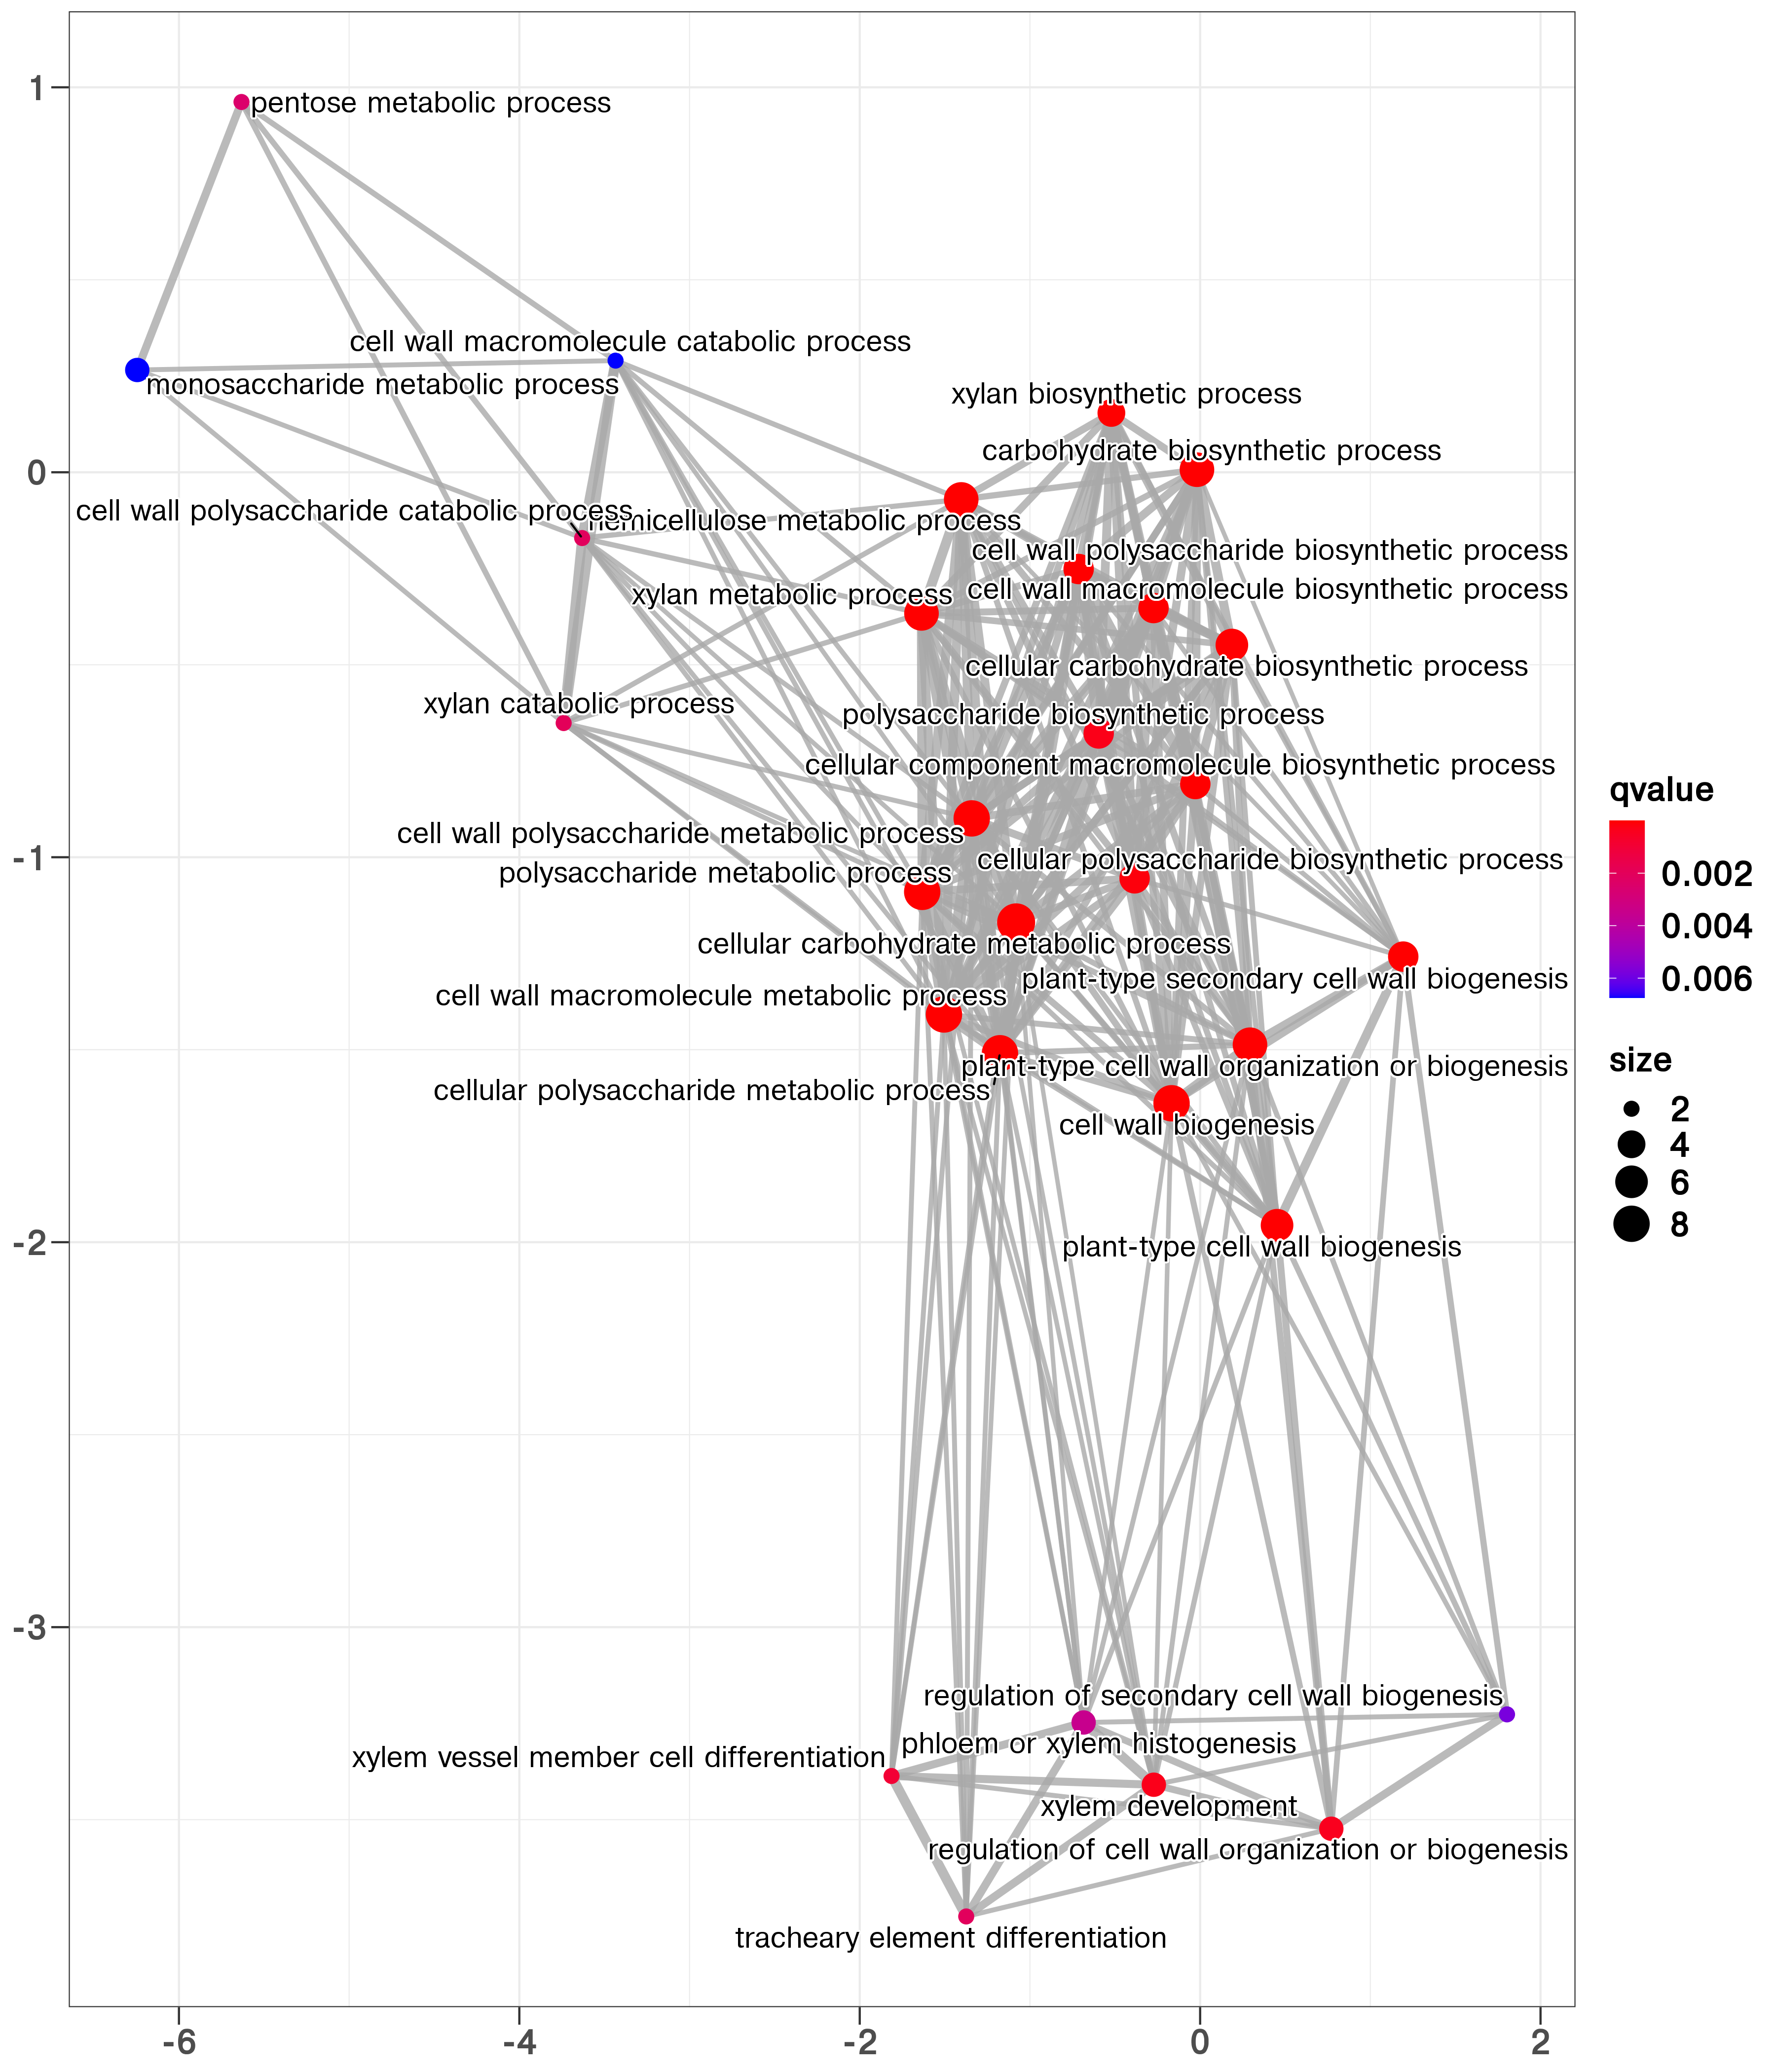 1
pentose metabolic process
cell wall macromolecule catabolic process
monosaccharide metabolic process
xylan biosynthetic process
carbohydrate biosynthetic process
0
cell wall polysaccharide catabolic process
hemicellulose metabolic process
cell wall polysaccharide biosynthetic process
cell wall macromolecule biosynthetic process
xylan metabolic process
cellular carbohydrate biosynthetic process
xylan catabolic process
polysaccharide biosynthetic process
cellular component macromolecule biosynthetic process
cell wall polysaccharide metabolic process
-1
cellular polysaccharide biosynthetic process
polysaccharide metabolic process
cellular carbohydrate metabolic process
plant-type secondary cell wall biogenesis
cell wall macromolecule metabolic process
plant-type cell wall organization or biogenesis
cellular polysaccharide metabolic process
cell wall biogenesis
-2
plant-type cell wall biogenesis
-3
regulation of secondary cell wall biogenesis
phloem or xylem histogenesis
xylem vessel member cell differentiation
xylem development
regulation of cell wall organization or biogenesis
tracheary element differentiation
-6
-4
-2
0
2
qvalue
0.002
0.004
0.006
size
2
4
6
8